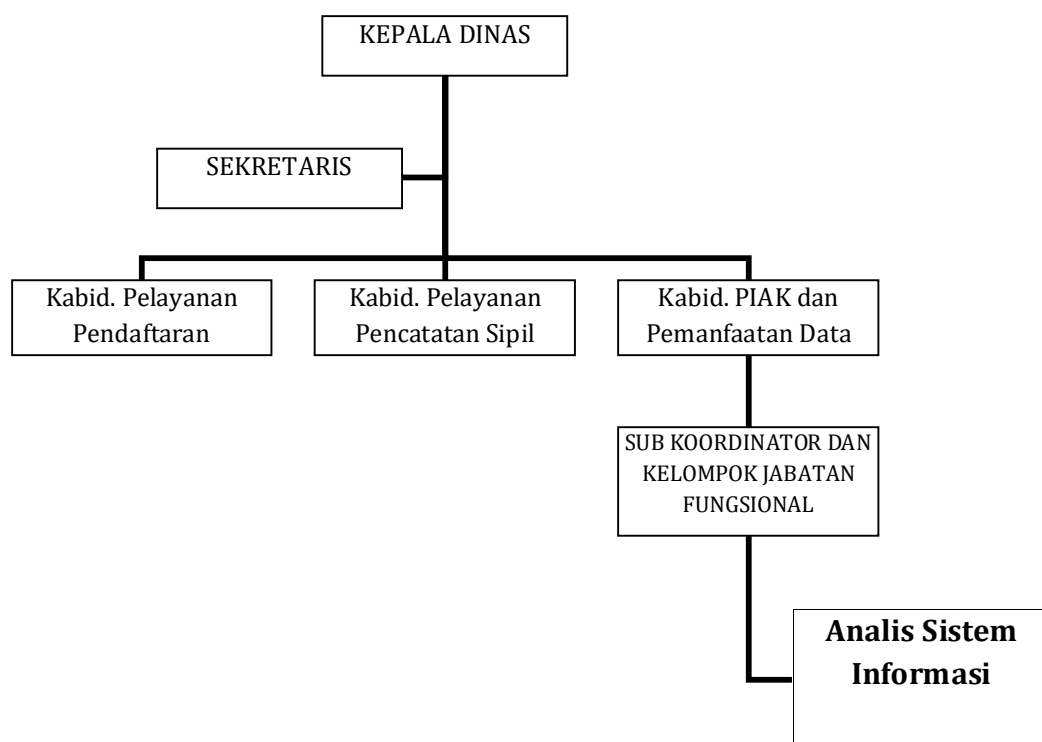 KEPALA DINAS
SEKRETARIS
Kabid. Pelayanan
Pendaftaran
Kabid. Pelayanan
Pencatatan Sipil
Kabid. PIAK dan
Pemanfaatan Data
SUB KOORDINATOR DAN
KELOMPOK JABATAN
FUNGSIONAL
Analis Sistem
Informasi